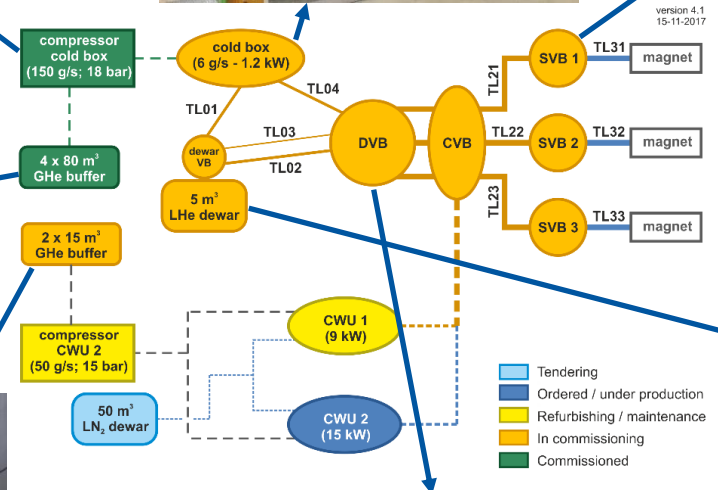 version 4.1
15-11-2017
compressor
cold box
(150 g/s; 18 bar)
cold box
(6 g/s - 1.2 kW)
SVB 1
TL31
magnet
TL21
TL04
TL01
TL03
TL02
dewar
VB
DVB
CVB
TL22
SVB 2
TL32
magnet
4 x 80 m³
GHe buffer
5 m³
LHe dewar
TL23
SVB 3
TL33
magnet
2 x 15 m³
GHe buffer
compressor
CWU 2
(50 g/s; 15 bar)
CWU 1
(9 kW)
50 m³
LN₂ dewar
CWU 2
(15 kW)
Tendering
Ordered / under production
Refurbishing / maintenance
In commissioning
Commissioned